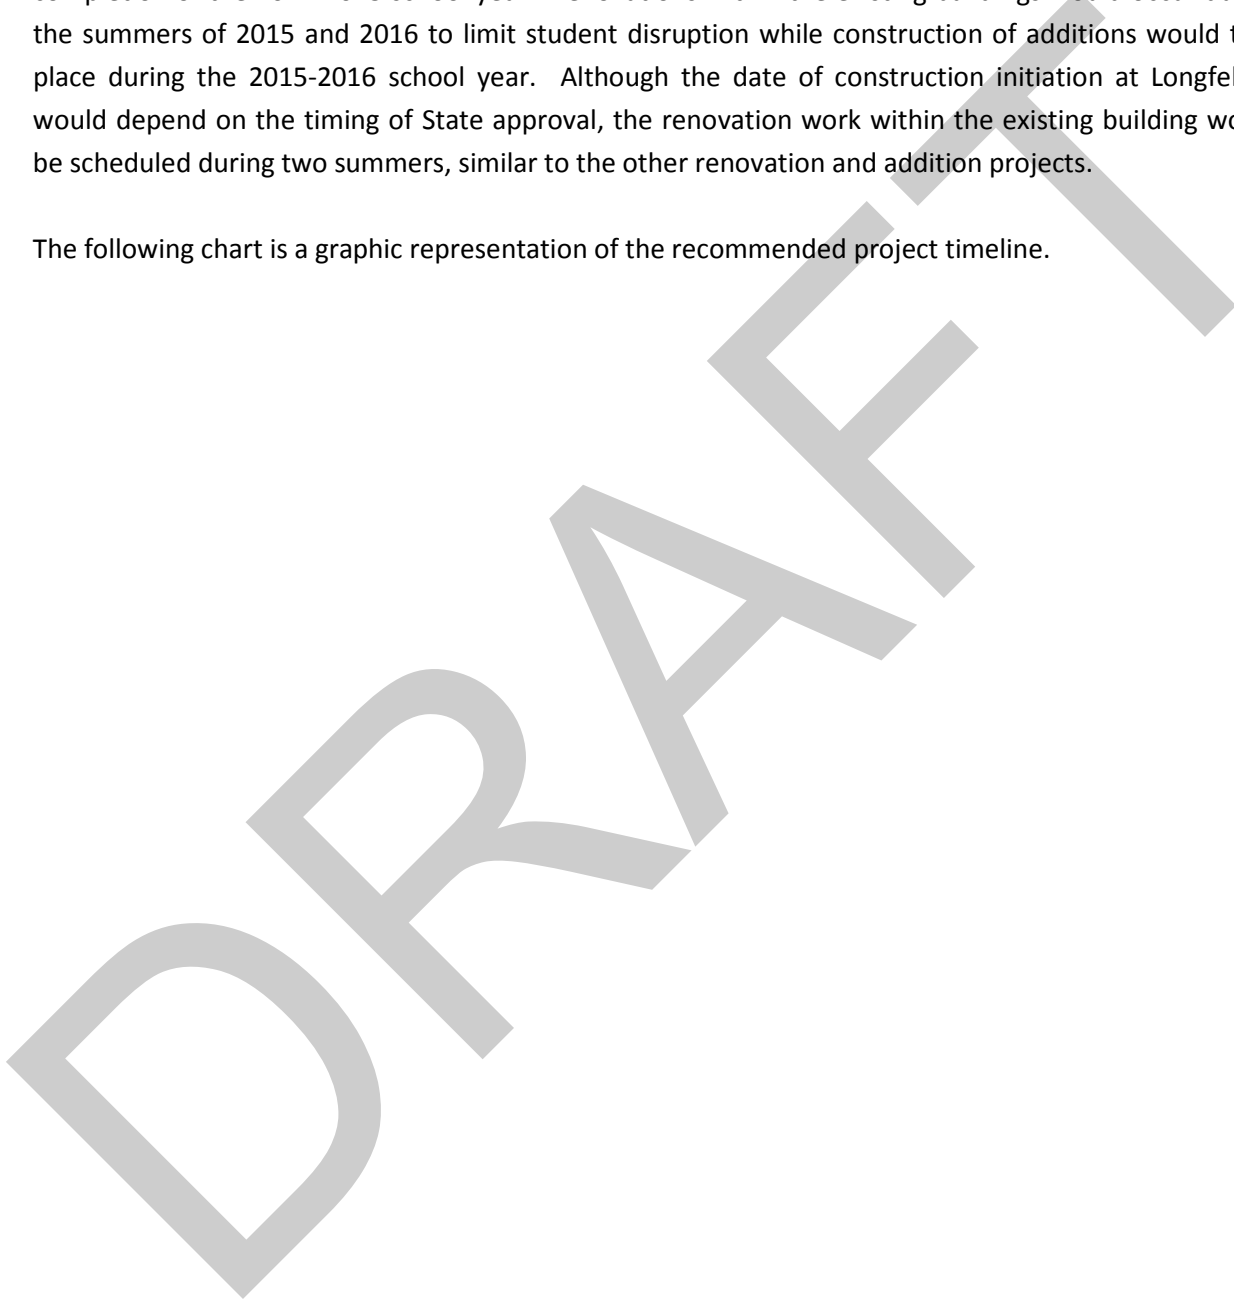 the summers of 2015 and 2016 to limit student disruption while construction of additions would
place during the 2015-2016 school year. Although the date of construction initiation at
would depend on the timing of State approval, the renovation work within the existing building
be scheduled during two summers, similar to the other renovation and addition projects.
The following chart is a graphic representation of the recommended project timeline.
DRAFT